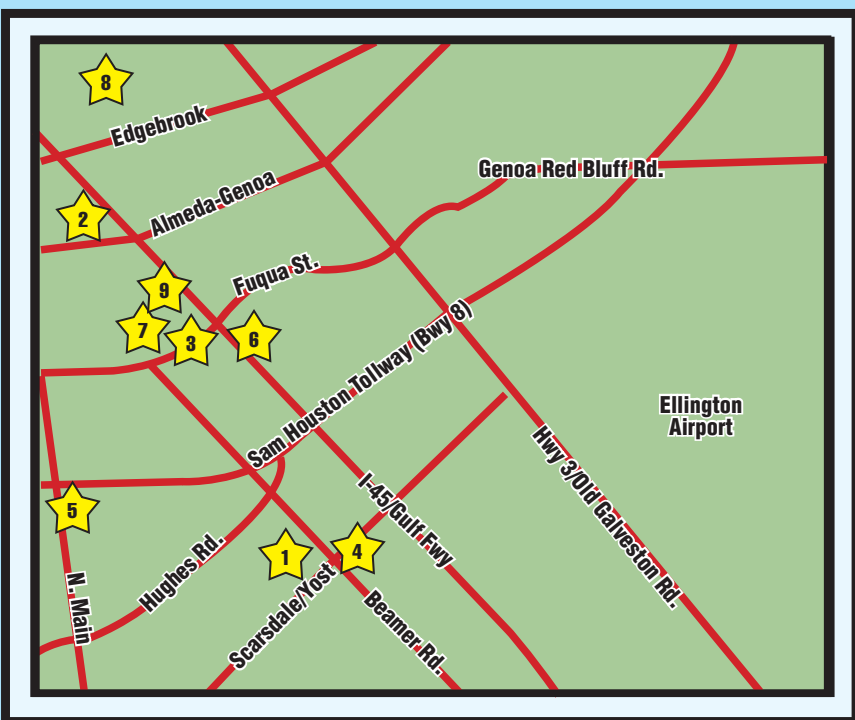 8
Edgebrook
Genoa Red Bluff Rd.
2
Almeda-Genoa
Fuqua St.
9
7
3
6
Sam Houston Tollway (Bwy 8)
Ellington
Airport
Hwy 3/Old Galveston Rd.
I-45/Gulf Fwy
5
1
4
Hughes Rd.
N. Main
Scarsdale/Yost
Beamer Rd.